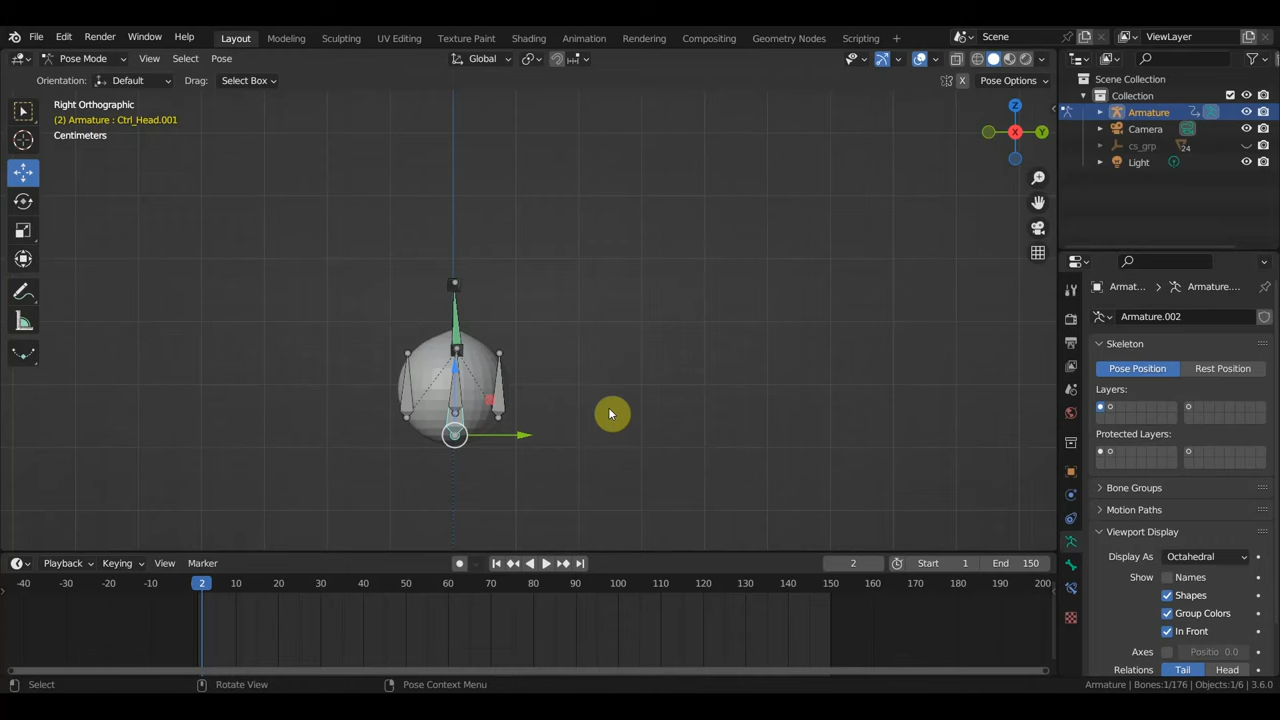 File Edit Render Window Help Layout Modeling Sculpting UV Editing Texture Paint Shading Animation Rendering Compositing Geometry Nodes Scripting + Scene ViewLayer
Pose Mode View Select Pose Global
Orientation: Default Drag: Select Box X Pose Options
Scene Collection
Collection
Armature
Camera
cs_grp 24
Light
Right Orthographic
(2) Armature : Ctrl_Head.001
Centimeters
Z
X
Y
Armat... Armature....
Armature.002
Skeleton
Pose Position Rest Position
Layers:
Protected Layers:
Bone Groups
Motion Paths
Viewport Display
Display As Octahedral
Show Names
Shapes
Group Colors
In Front
Axes Positio 0.0
Relations Tail Head
Playback Keying View Marker 2 Start 1 End 150
-40 -30 -20 -10 2 10 20 30 40 50 60 70 80 90 100 110 120 130 140 150 160 170 180 190 200
Select Rotate View Pose Context Menu Armature | Bones:1/176 | Objects:1/6 | 3.6.0